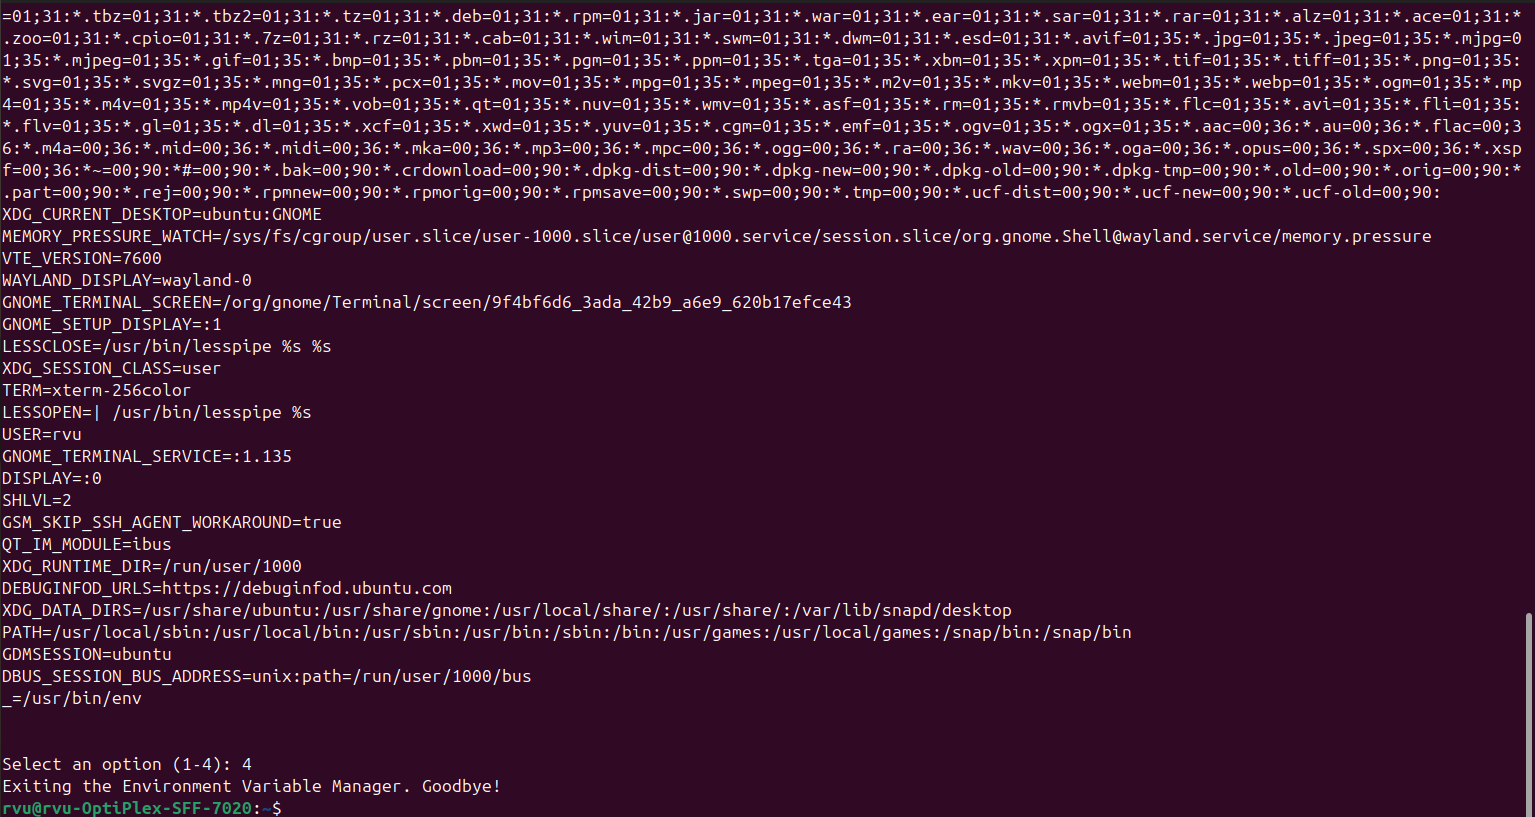 =01;31:*.tbz=01;31:*.tbz2=01;31:*.tz=01;31:*.deb=01;31:*.rpm=01;31:*.jar=01;31:*.war=01;31:*.ear=01;31:*.sar=01;31:*.rar=01;31:*.alz=01;31:*.ace=01;31:*
.zoo=01;31:*.cpio=01;31:*.7z=01;31:*.rz=01;31:*.cab=01;31:*.wim=01;31:*.swm=01;31:*.dwm=01;31:*.esd=01;31:*.avif=01;35:*.jpg=01;35:*.jpeg=01;35:*.mjpg=0
1;35:*.mjpeg=01;35:*.gif=01;35:*.bmp=01;35:*.pbm=01;35:*.pgm=01;35:*.ppm=01;35:*.tga=01;35:*.xbm=01;35:*.xpm=01;35:*.tif=01;35:*.tiff=01;35:*.png=01;35:
*.svg=01;35:*.svgz=01;35:*.mng=01;35:*.pcx=01;35:*.mov=01;35:*.mpg=01;35:*.mpeg=01;35:*.m2v=01;35:*.mkv=01;35:*.webm=01;35:*.webp=01;35:*.ogm=01;35:*.mp
4=01;35:*.m4v=01;35:*.mp4v=01;35:*.vob=01;35:*.qt=01;35:*.nuv=01;35:*.wmv=01;35:*.asf=01;35:*.rm=01;35:*.rmvb=01;35:*.flc=01;35:*.avi=01;35:*.fli=01;35:
*.flv=01;35:*.gl=01;35:*.dl=01;35:*.xcf=01;35:*.xwd=01;35:*.yuv=01;35:*.cgm=01;35:*.emf=01;35:*.ogv=01;35:*.ogx=01;35:*.aac=00;36:*.au=00;36:*.flac=00;3
6:*.m4a=00;36:*.mid=00;36:*.midi=00;36:*.mka=00;36:*.mp3=00;36:*.mpc=00;36:*.ogg=00;36:*.ra=00;36:*.wav=00;36:*.oga=00;36:*.opus=00;36:*.spx=00;36:*.xsp
f=00;36:*~=00;90:*#=00;90:*.bak=00;90:*.crdownload=00;90:*.dpkg-dist=00;90:*.dpkg-new=00;90:*.dpkg-old=00;90:*.dpkg-tmp=00;90:*.old=00;90:*.orig=00;90:*
.part=00;90:*.rej=00;90:*.rpmnew=00;90:*.rpmorig=00;90:*.rpmsave=00;90:*.swp=00;90:*.tmp=00;90:*.ucf-dist=00;90:*.ucf-new=00;90:*.ucf-old=00;90:
XDG_CURRENT_DESKTOP=ubuntu:GNOME
MEMORY_PRESSURE_WATCH=/sys/fs/cgroup/user.slice/user-1000.slice/user@1000.service/session.slice/org.gnome.Shell@wayland.service/memory.pressure
VTE_VERSION=7600
WAYLAND_DISPLAY=wayland-0
GNOME_TERMINAL_SCREEN=/org/gnome/Terminal/screen/9f4bf6d6_3ada_42b9_a6e9_620b17efce43
GNOME_SETUP_DISPLAY=:1
LESSCLOSE=/usr/bin/lesspipe %s %s
XDG_SESSION_CLASS=user
TERM=xterm-256color
LESSOPEN=| /usr/bin/lesspipe %s
USER=rvu
GNOME_TERMINAL_SERVICE=:1.135
DISPLAY=:0
SHLVL=2
GSM_SKIP_SSH_AGENT_WORKAROUND=true
QT_IM_MODULE=ibus
XDG_RUNTIME_DIR=/run/user/1000
DEBUGINFOD_URLS=https://debuginfod.ubuntu.com
XDG_DATA_DIRS=/usr/share/ubuntu:/usr/share/gnome:/usr/local/share/:/usr/share/:/var/lib/snapd/desktop
PATH=/usr/local/sbin:/usr/local/bin:/usr/sbin:/usr/bin:/sbin:/bin:/usr/games:/usr/local/games:/snap/bin:/snap/bin
GDMSESSION=ubuntu
DBUS_SESSION_BUS_ADDRESS=unix:path=/run/user/1000/bus
_=/usr/bin/env
Select an option (1-4): 4
Exiting the Environment Variable Manager. Goodbye!
rvu@rvu-OptiPlex-SFF-7020:~$